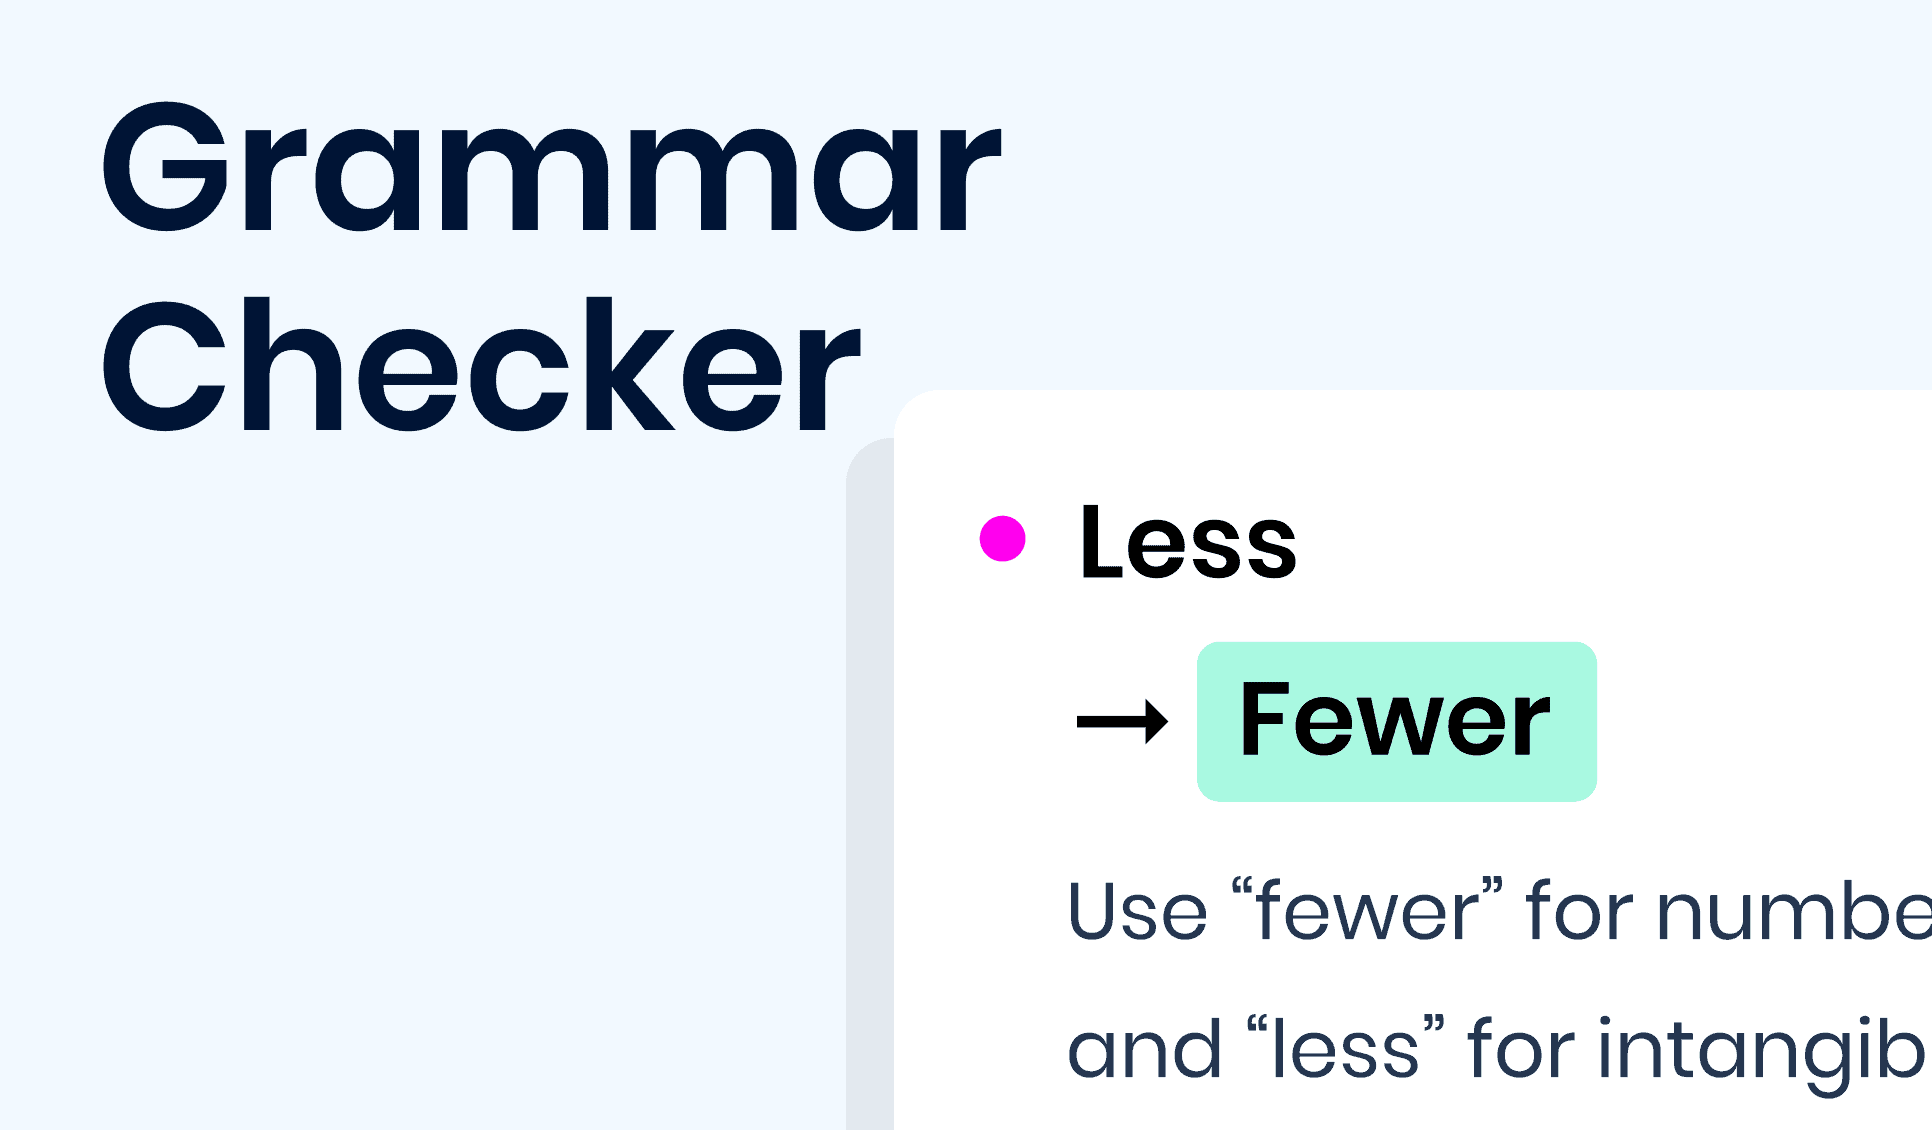 Grammar
Checker
Less
→ Fewer
Use “fewer” for numbe
and “less” for intangib